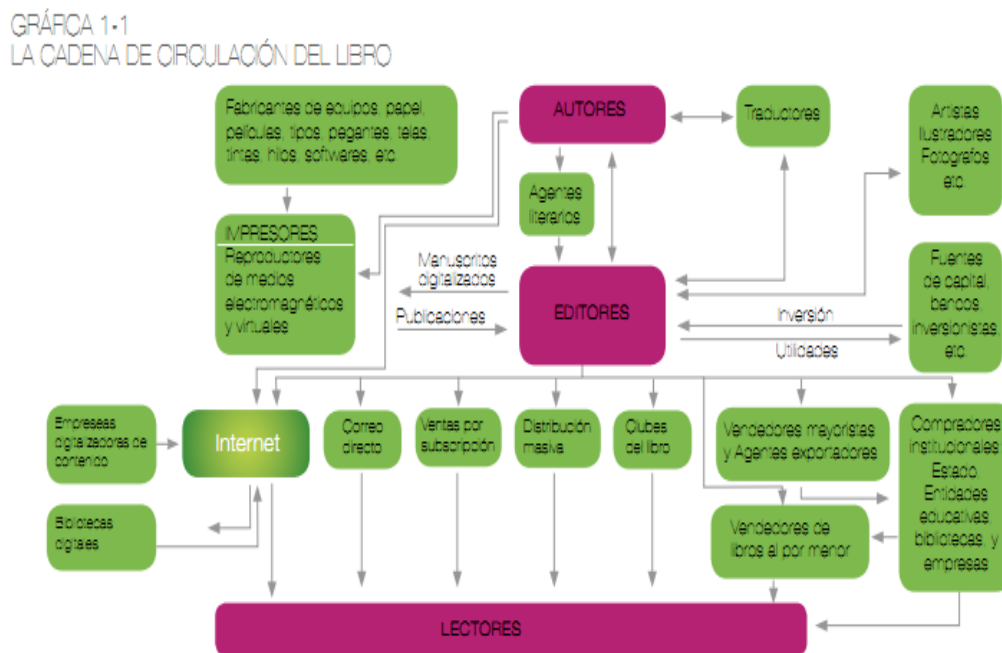 GRÁFICA 1-1
LA CADENA DE CIRCULACIÓN DEL LIBRO
Fabricantes de equipos, papel,
películas, tipos, pegantes, telas,
tintas, hilos, softwares, etc
AUTORES
Traductores
Artistas
Ilustradores
Fotografos
etc
Agentes
literarios
IMPRESORES
Reproductores
de medios
electromagnéticos
y virtuales
Manuscritos
digitalizados
Publicaciones
EDITORES
Inversión
Utilidades
Fuentes
de capital,
bancos,
inversionistas,
etc.
Empreseas
digitalizadoras de
contenido
Internet
Correo
directo
Ventas por
subscripción
Distribución
masiva
Clubes
del libro
Vendedores mayoristas
y Agentes exportadores
Compradores
institucionales
Estado,
Entidades
educativas,
bibliotecas, y
empresas
Bibliotecas
digitales
Vendedores de
libros al por menor
LECTORES